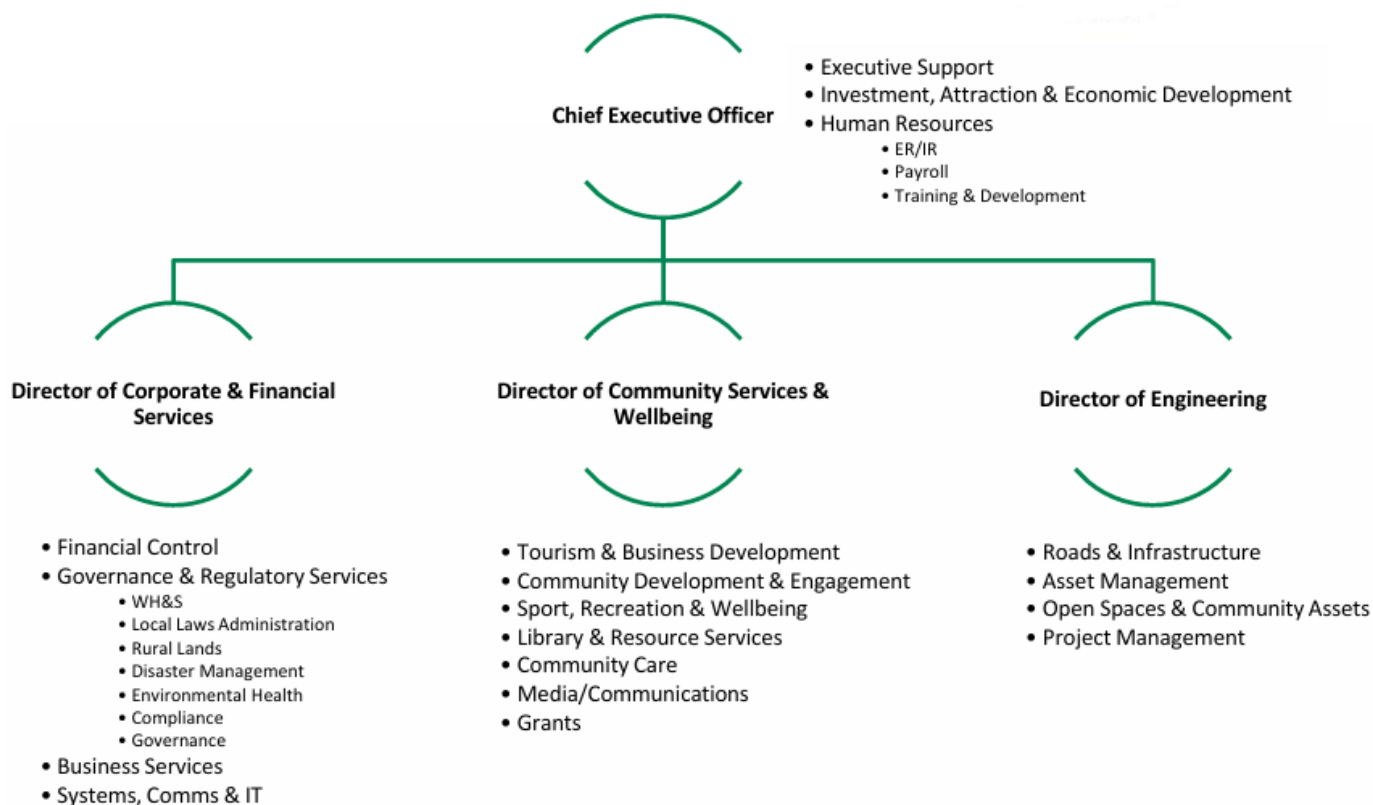 Chief Executive Officer
• Executive Support
• Investment, Attraction & Economic Development
• Human Resources
• ER/IR
• Payroll
• Training & Development
Director of Corporate & Financial
Services
• Financial Control
• Governance & Regulatory Services
• WH&S
• Local Laws Administration
• Rural Lands
• Disaster Management
• Environmental Health
• Compliance
• Governance
• Business Services
• Systems, Comms & IT
Director of Community Services &
Wellbeing
• Tourism & Business Development
• Community Development & Engagement
• Sport, Recreation & Wellbeing
• Library & Resource Services
• Community Care
• Media/Communications
• Grants
Director of Engineering
• Roads & Infrastructure
• Asset Management
• Open Spaces & Community Assets
• Project Management